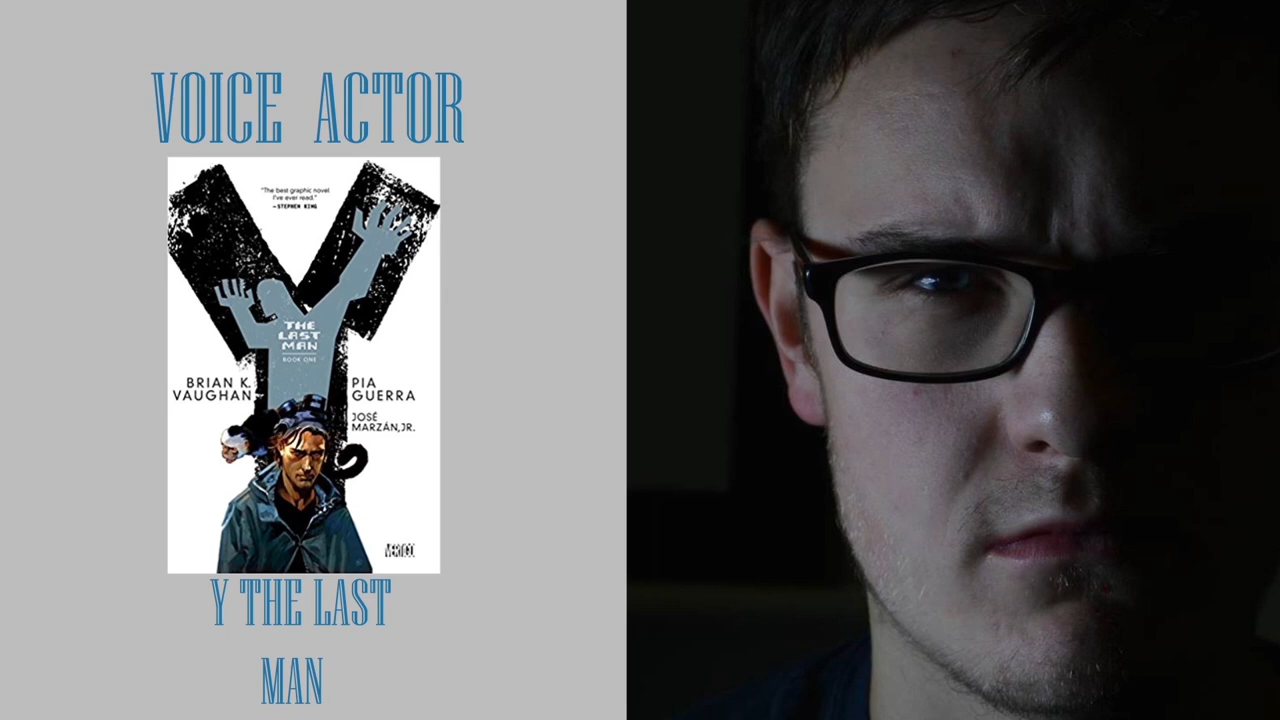 VOICE ACTOR
"The best graphic novel
I've ever read."
—STEPHEN KING
THE
LAST
MAN
BOOK ONE
BRIAN K.
VAUGHAN
PIA
GUERRA
JOSÉ
MARZÁN, JR.
VERTIGO
Y THE LAST
MAN